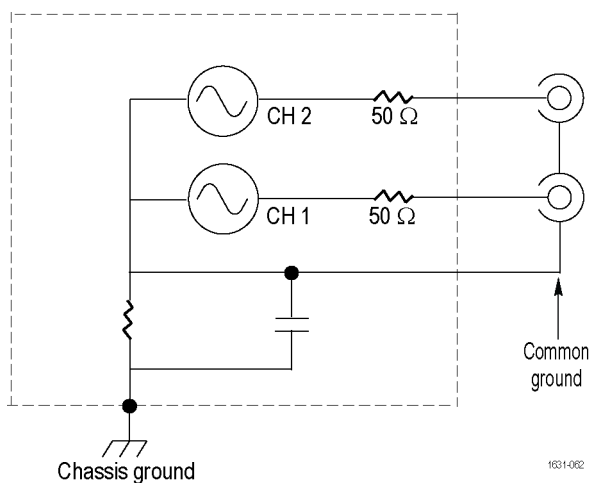 CH 2
50 Ω
CH 1
50 Ω
Common
ground
Chassis ground
1631-062